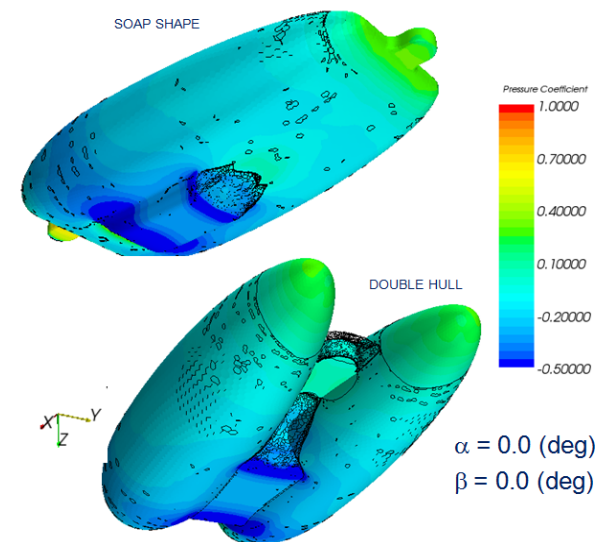 SOAP SHAPE
Pressure Coefficient
1.0000
0.70000
0.40000
0.10000
-0.20000
-0.50000
DOUBLE HULL
X
Y
Z
α = 0.0 (deg)
β = 0.0 (deg)